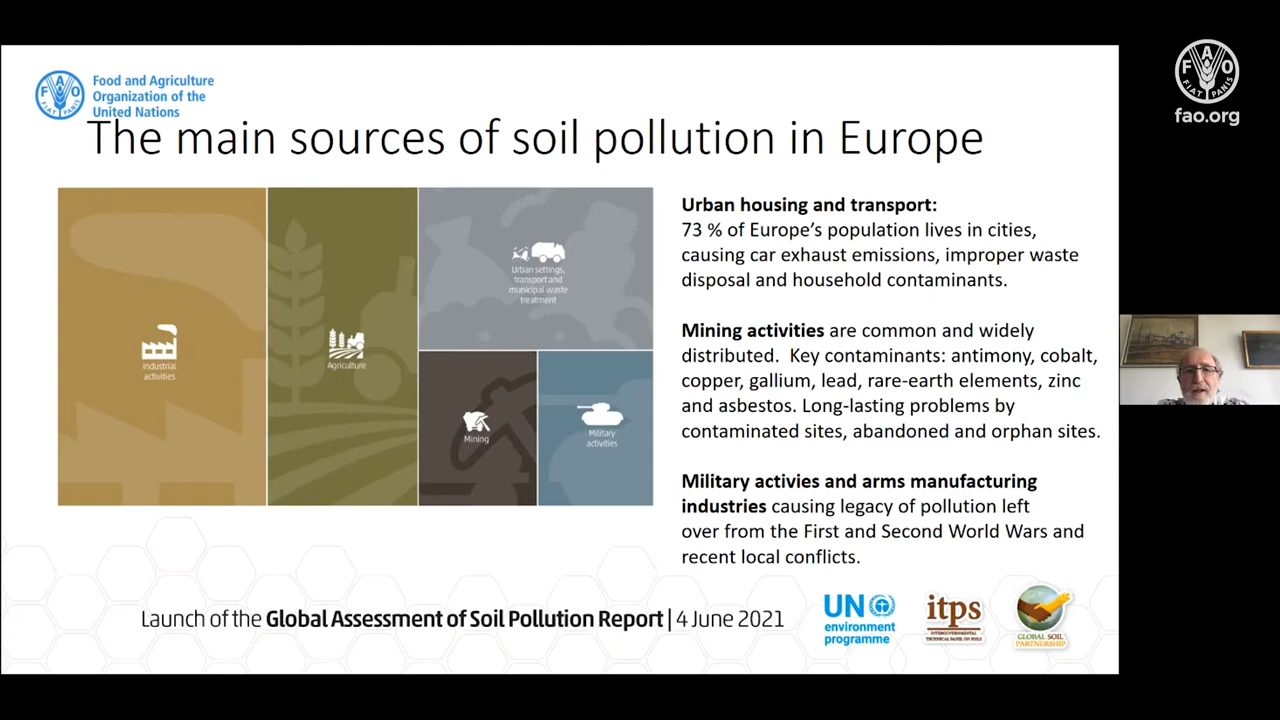 Food and Agriculture
Organization of the
United Nations
The main sources of soil pollution in Europe
FAO
FIAT PANIS
fao.org
Industrial
activities
Agriculture
Urban settings,
transport and
municipal waste
treatment
Mining
Military
activities
Urban housing and transport:
73 % of Europe's population lives in cities,
causing car exhaust emissions, improper waste
disposal and household contaminants.
Mining activities are common and widely
distributed. Key contaminants: antimony, cobalt,
copper, gallium, lead, rare-earth elements, zinc
and asbestos. Long-lasting problems by
contaminated sites, abandoned and orphan sites.
Military activies and arms manufacturing
industries causing legacy of pollution left
over from the First and Second World Wars and
recent local conflicts.
Launch of the Global Assessment of Soil Pollution Report | 4 June 2021
UN
environment
programme
itps
INTERGOVERNMENTAL
TECHNICAL PANEL ON SOILS
GLOBAL SOIL
PARTNERSHIP